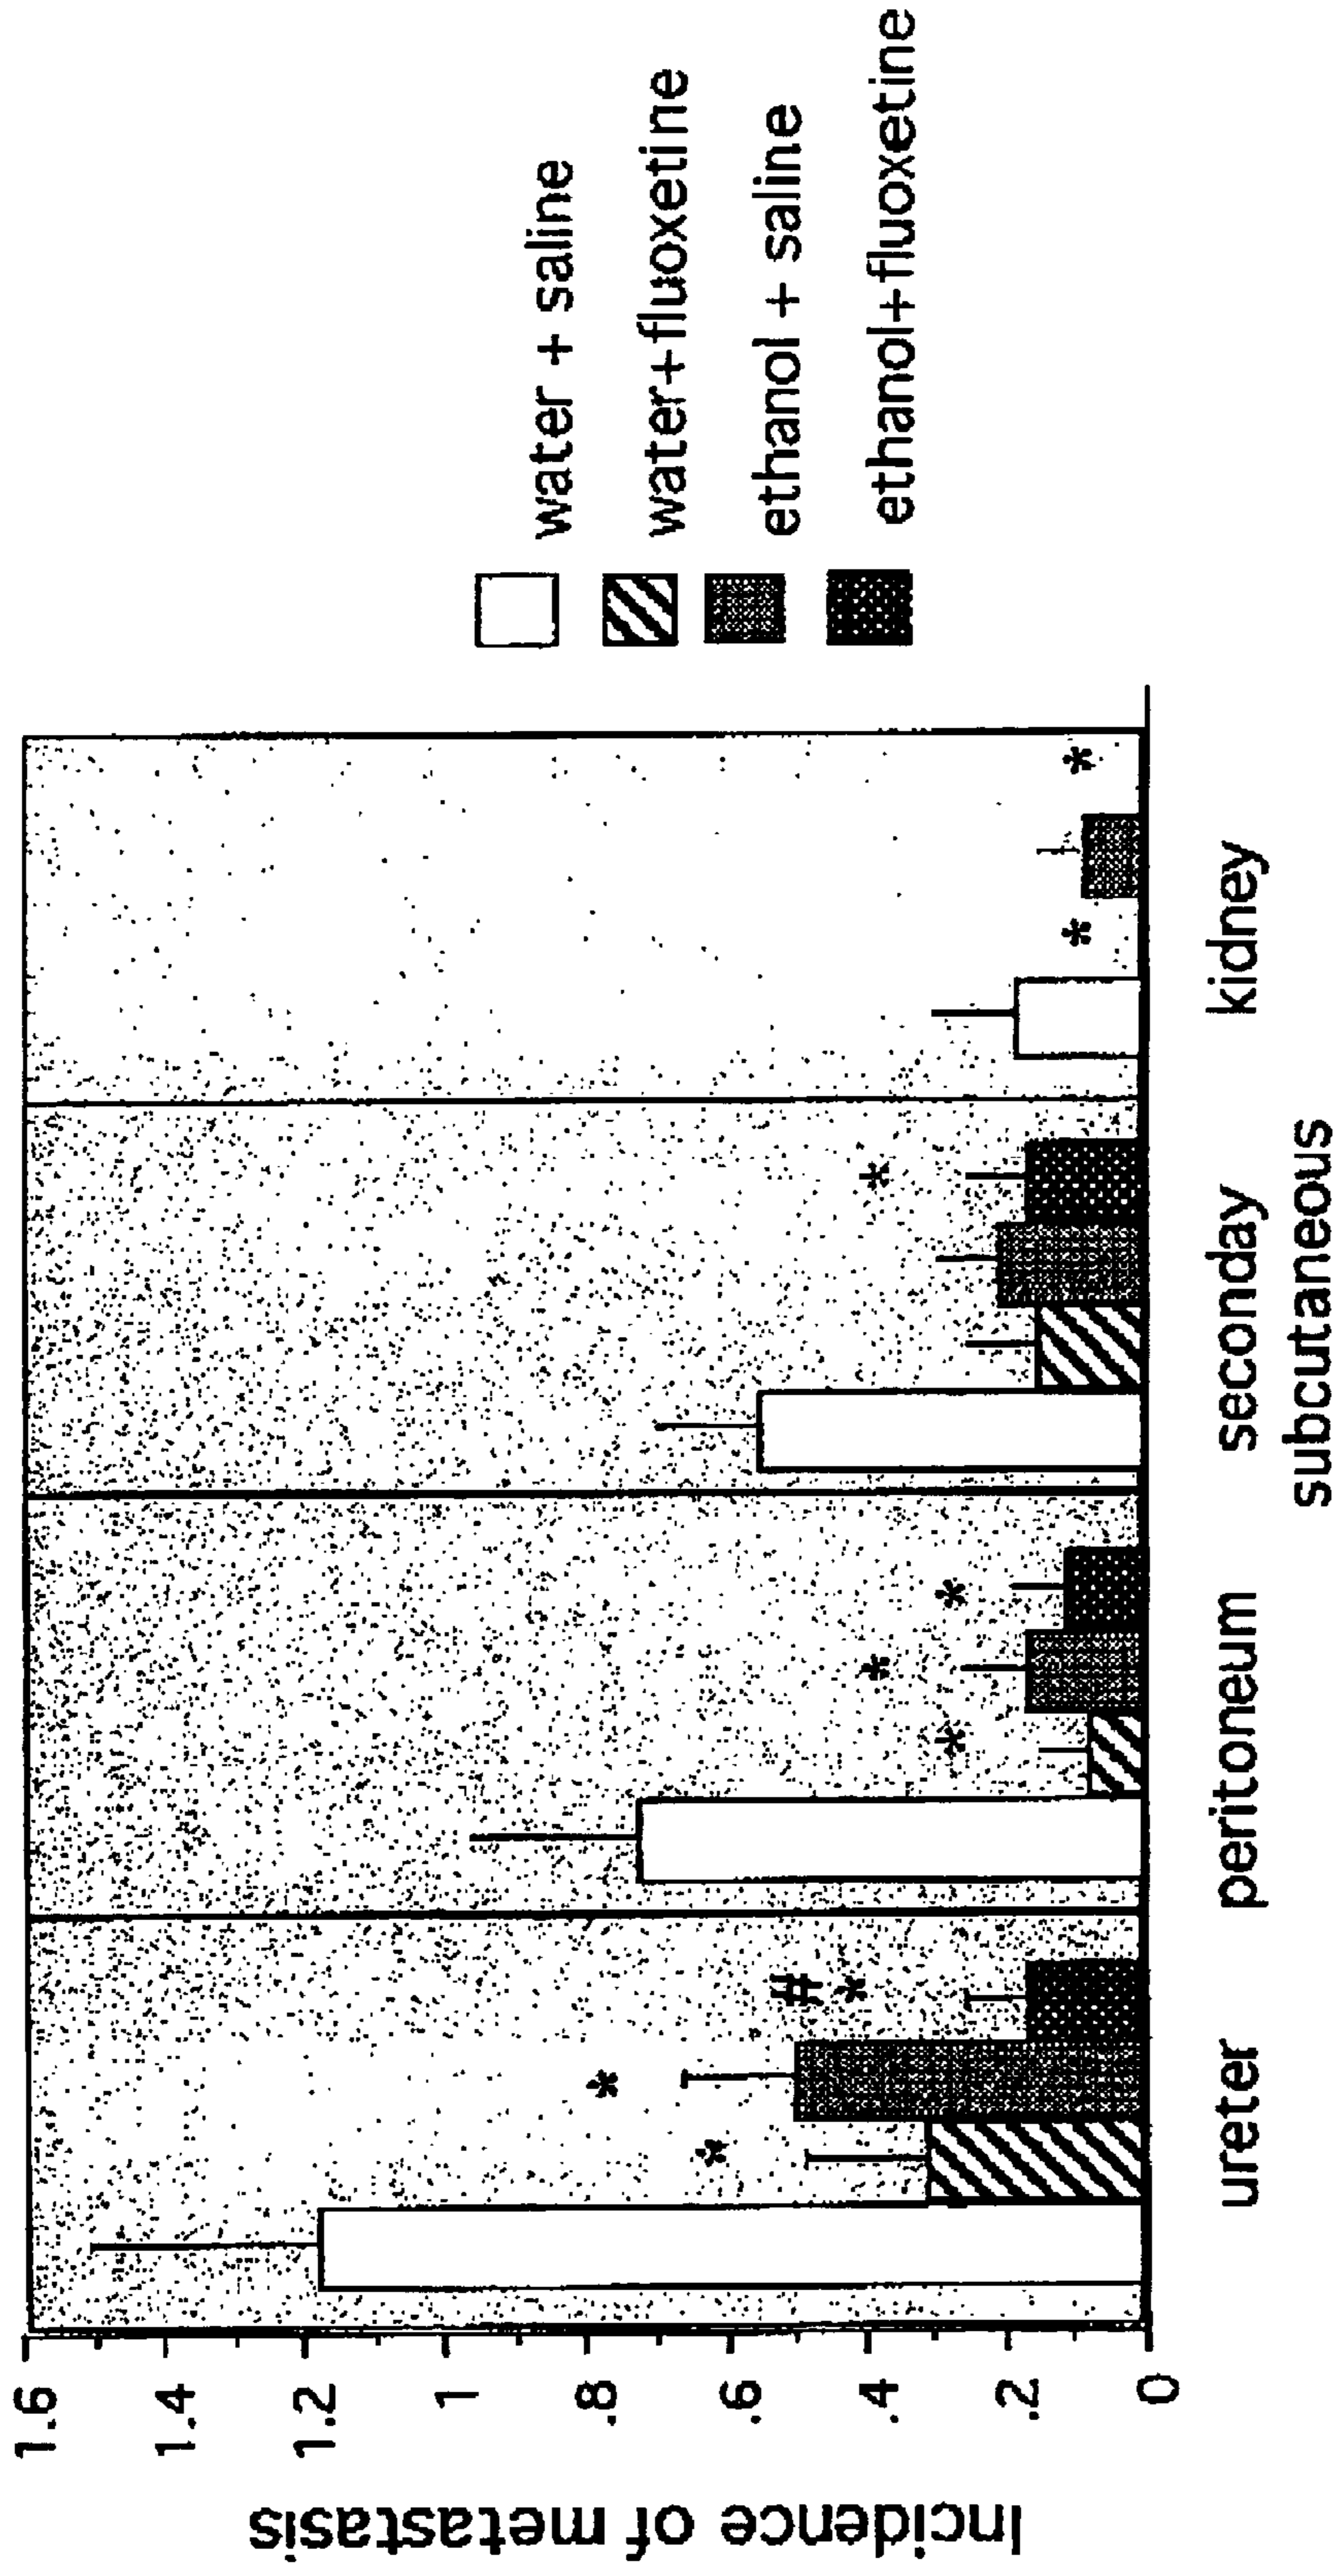 Incidence of metastasis
1.6
1.4
1.2
1
.8
.6
.4
.2
0
*
*
#
*
*
*
*
*
*
*
ureter
peritoneum
seconday
subcutaneous
kidney
water + saline
water+fluoxetine
ethanol + saline
ethanol+fluoxetine